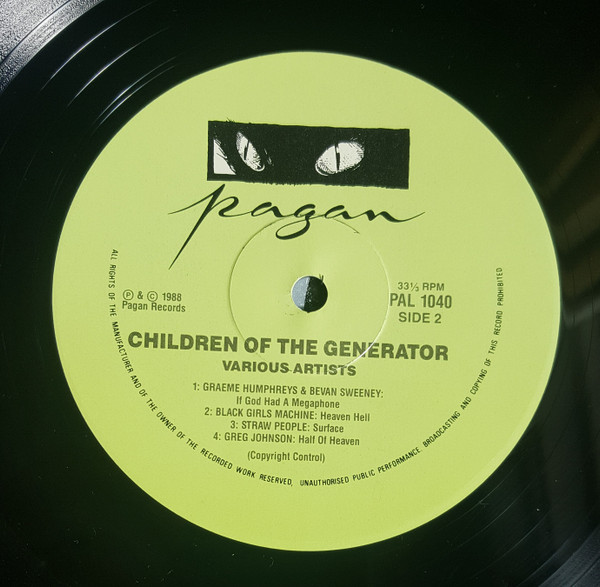 pagan
℗ & © 1988
Pagan Records
33⅓ RPM
PAL 1040
SIDE 2
CHILDREN OF THE GENERATOR
VARIOUS ARTISTS
1: GRAEME HUMPHREYS & BEVAN SWEENEY:
If God Had A Megaphone
2: BLACK GIRLS MACHINE: Heaven Hell
3: STRAW PEOPLE: Surface
4: GREG JOHNSON: Half Of Heaven
(Copyright Control)
ALL RIGHTS OF THE MANUFACTURER AND OF THE OWNER OF THE RECORDED WORK RESERVED, UNAUTHORISED PUBLIC PERFORMANCE, BROADCASTING AND COPYING OF THIS RECORD PROHIBITED